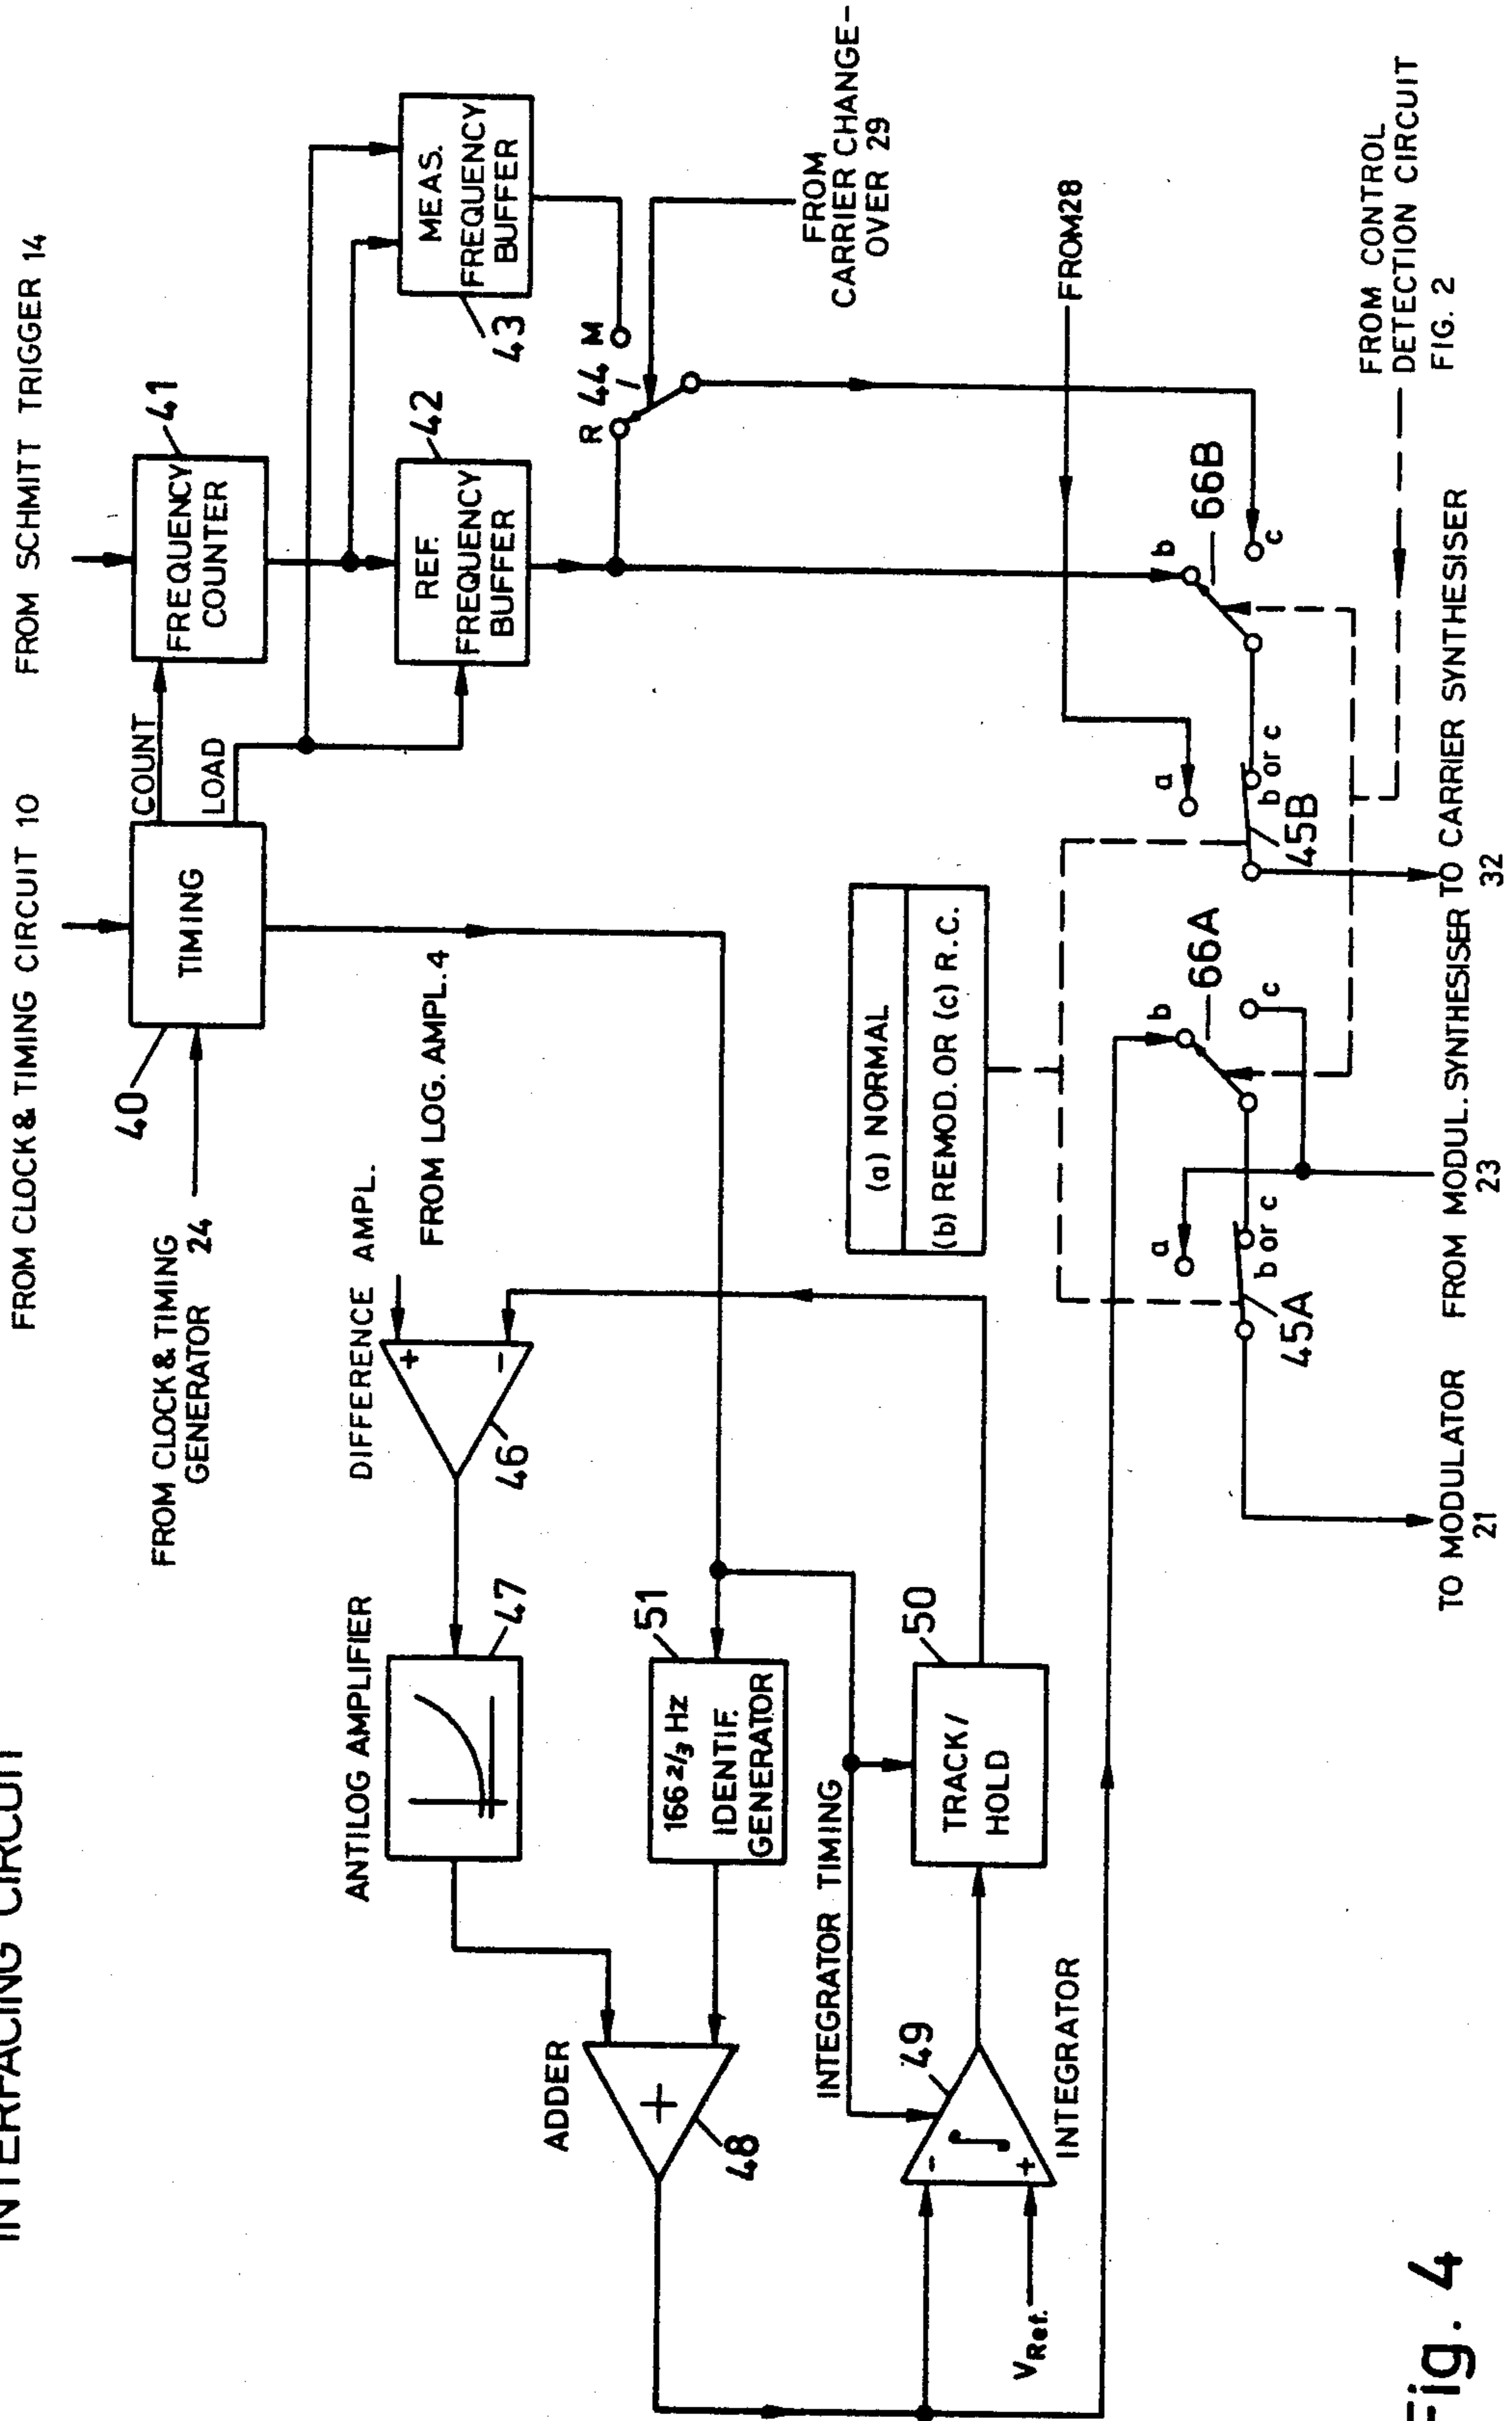 INTERFACING CIRCUIT
FROM CLOCK & TIMING CIRCUIT 10
FROM SCHMITT TRIGGER 14
FROM CLOCK & TIMING
GENERATOR 24
40
TIMING
COUNT
LOAD
41
FREQUENCY
COUNTER
42
REF.
FREQUENCY
BUFFER
43
MEAS.
FREQUENCY
BUFFER
R 44 M
FROM
CARRIER CHANGE-
OVER 29
DIFFERENCE AMPL.
FROM LOG. AMPL. 4
+
-
46
ANTILOG AMPLIFIER
47
51
166 2/3 Hz
IDENTIF.
GENERATOR
ADDER
+
48
INTEGRATOR TIMING
50
TRACK/
HOLD
49
-
∫
+
INTEGRATOR
VRef.
(a) NORMAL
(b) REMOD. OR (c) R.C.
FROM 28
a
b or c
45A
b
66A
c
a
b or c
45B
b
66B
c
FROM CONTROL
DETECTION CIRCUIT
FIG. 2
TO MODULATOR
21
FROM MODUL. SYNTHESISER
23
TO CARRIER SYNTHESISER
32
Fig. 4